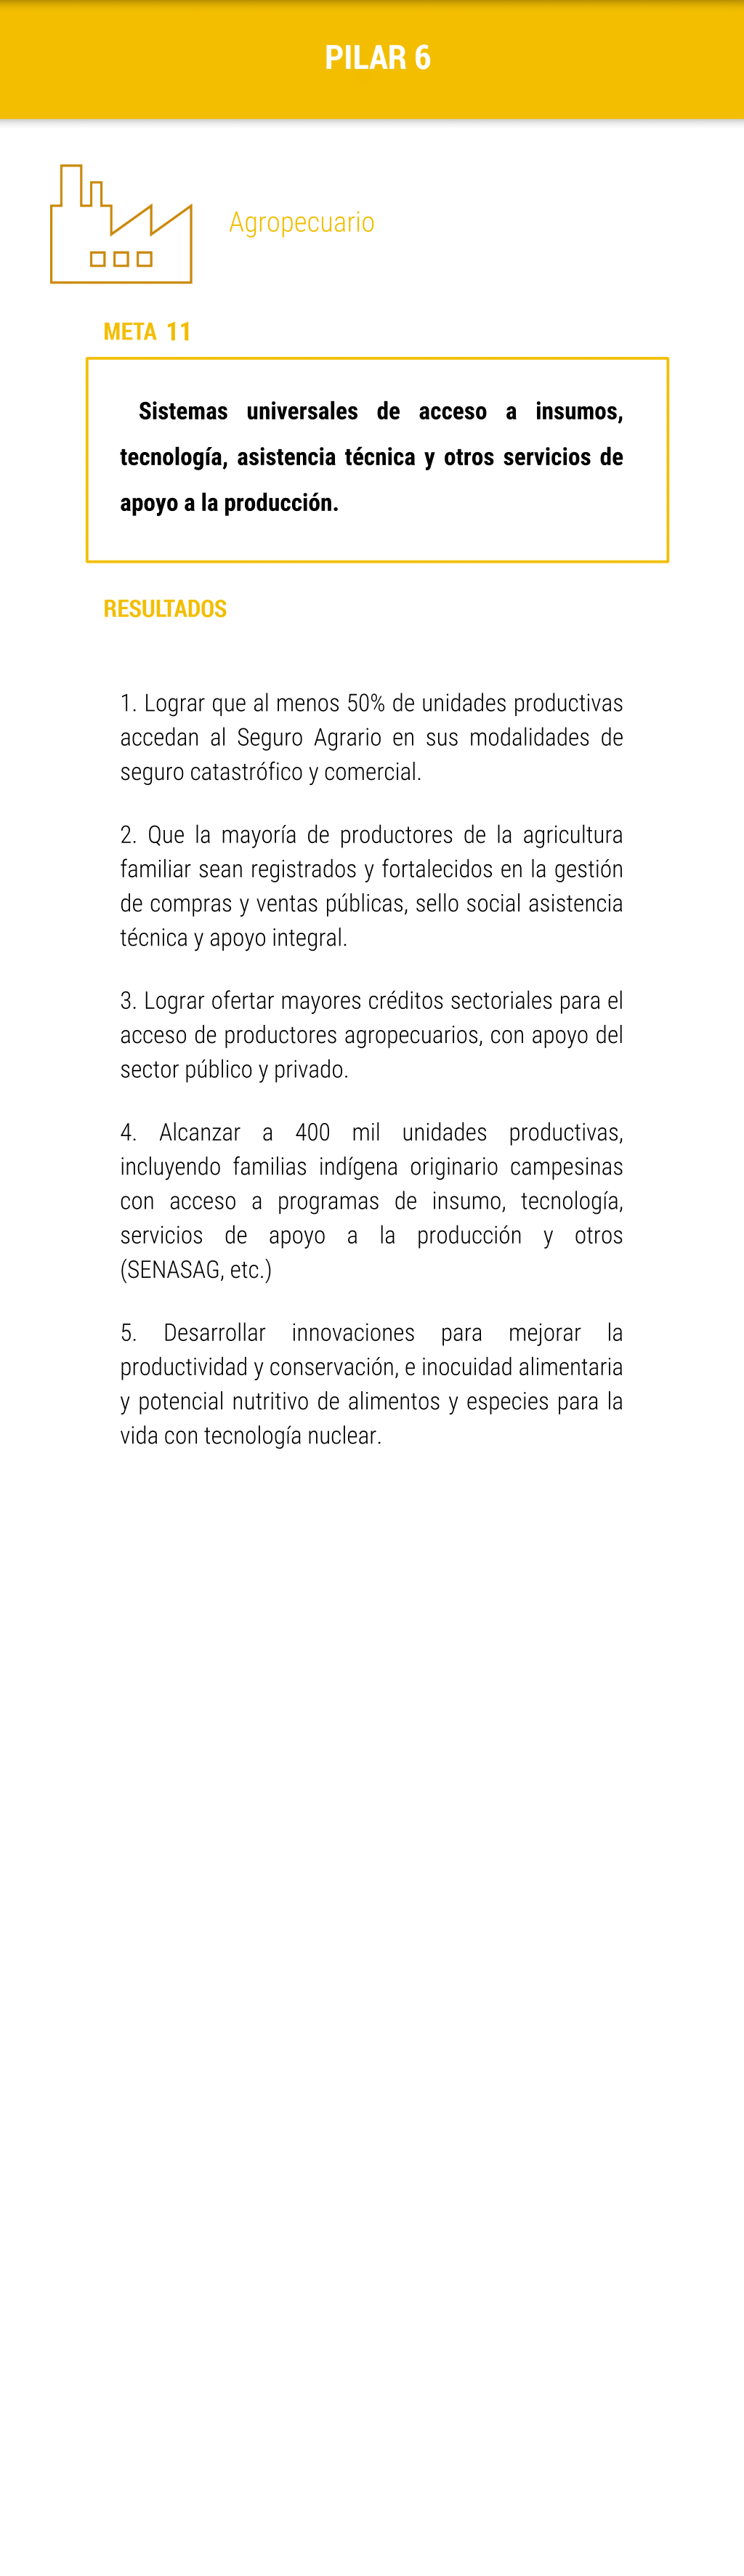 PILAR 6
Agropecuario
META 11
Sistemas universales de acceso a insumos,
tecnología, asistencia técnica y otros servicios de
apoyo a la producción.
RESULTADOS
1. Lograr que al menos 50% de unidades productivas
accedan al Seguro Agrario en sus modalidades de
seguro catastrófico y comercial.
2. Que la mayoría de productores de la agricultura
familiar sean registrados y fortalecidos en la gestión
de compras y ventas públicas, sello social asistencia
técnica y apoyo integral.
3. Lograr ofertar mayores créditos sectoriales para el
acceso de productores agropecuarios, con apoyo del
sector público y privado.
4. Alcanzar a 400 mil unidades productivas,
incluyendo familias indígena originario campesinas
con acceso a programas de insumo, tecnología,
servicios de apoyo a la producción y otros
(SENASAG, etc.)
5. Desarrollar innovaciones para mejorar la
productividad y conservación, e inocuidad alimentaria
y potencial nutritivo de alimentos y especies para la
vida con tecnología nuclear.